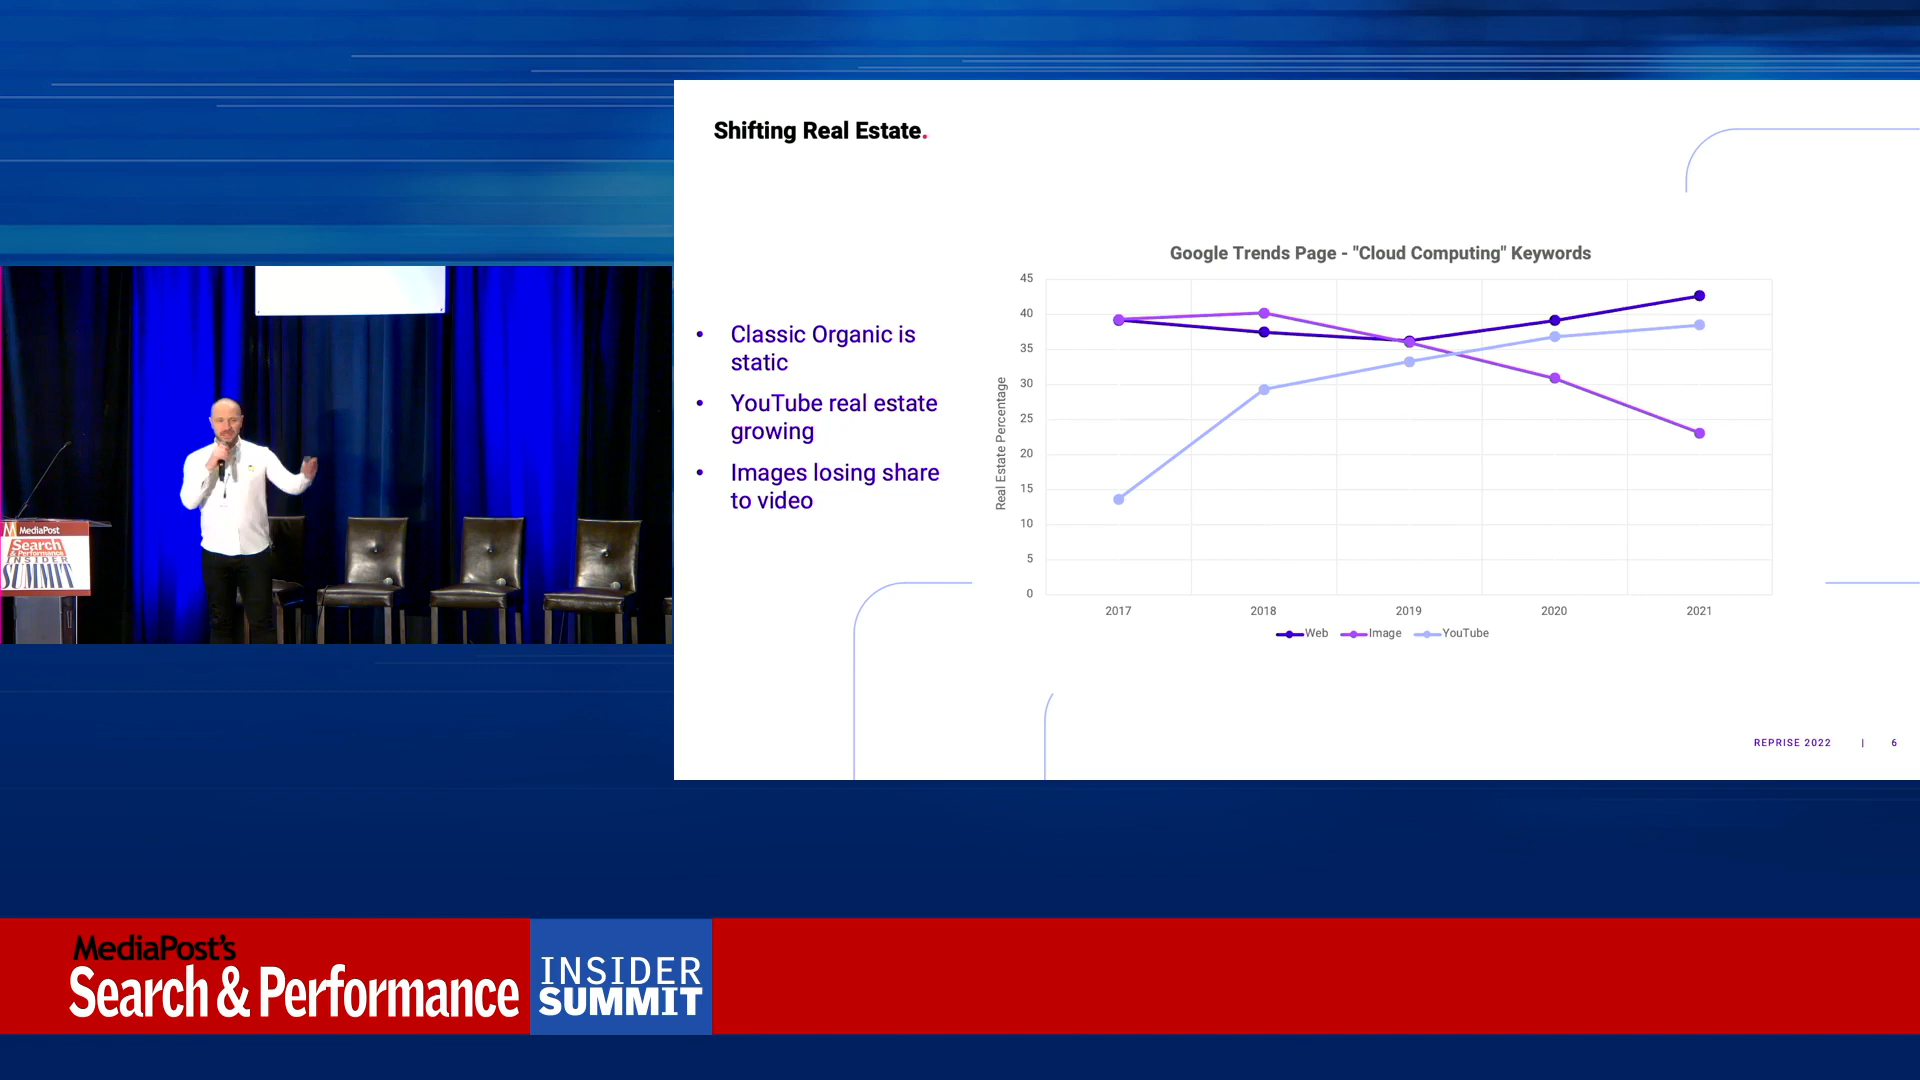 Shifting Real Estate.
Classic Organic is
static
YouTube real estate
growing
Images losing share
to video
Google Trends Page - "Cloud Computing" Keywords
Real Estate Percentage
45
40
35
30
25
20
15
10
5
0
2017
2018
2019
2020
2021
Web
Image
YouTube
REPRISE 2022 | 6
MediaPost
Search
& Performance
INSIDER
SUMMIT
MediaPost's
Search & Performance
INSIDER
SUMMIT